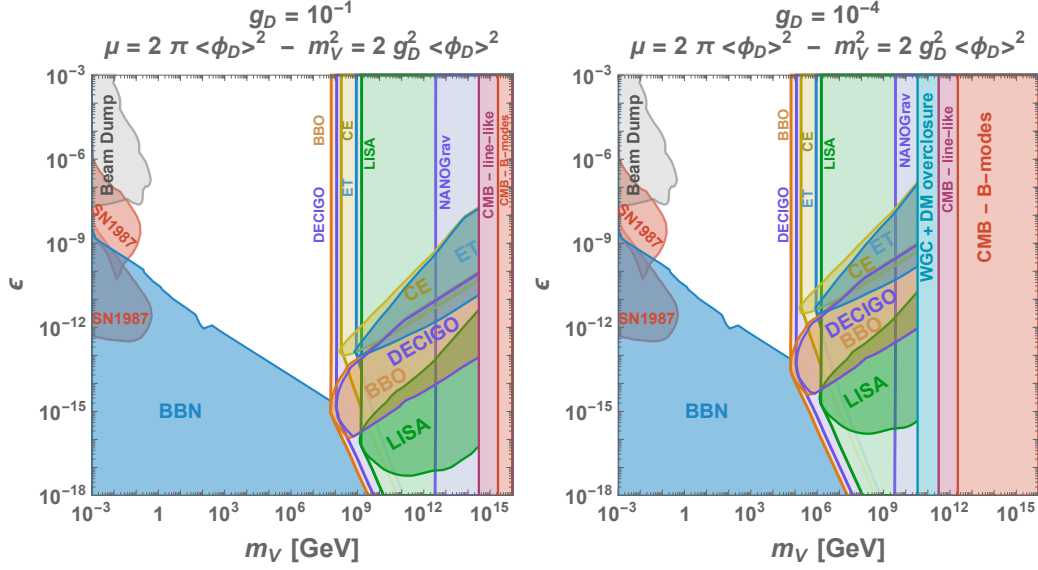 g_D = 10^-1
μ = 2 π <ϕ_D>^2 − m_V^2 = 2 g_D^2 <ϕ_D>^2
10^-3
10^-6
10^-9
10^-12
10^-15
10^-18
ϵ
Beam Dump
SN1987
SN1987
BBN
BBO
DECIGO
CE
ET
LISA
NANOGrav
CMB − line−like
CMB − B−modes
ET
CE
DECIGO
BBO
LISA
10^-3
1
10^3
10^6
10^9
10^12
10^15
m_V [GeV]
g_D = 10^-4
μ = 2 π <ϕ_D>^2 − m_V^2 = 2 g_D^2 <ϕ_D>^2
10^-3
10^-6
10^-9
10^-12
10^-15
10^-18
ϵ
Beam Dump
SN1987
SN1987
BBN
BBO
DECIGO
CE
ET
LISA
NANOGrav
WGC + DM overclosure
CMB − line−like
CMB − B−modes
ET
CE
DECIGO
BBO
LISA
10^-3
1
10^3
10^6
10^9
10^12
10^15
m_V [GeV]